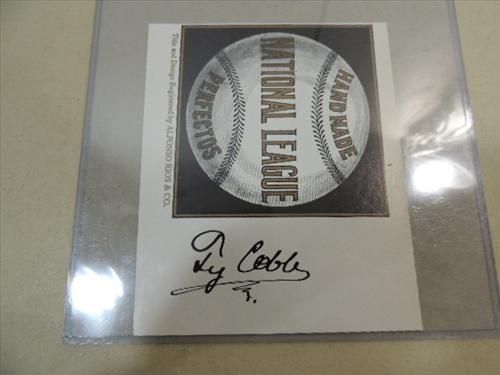 Title and Design Registered by ALFONSO RIOS & CO.
PERFECTOS
NATIONAL LEAGUE
HAND MADE
Ty Cobb